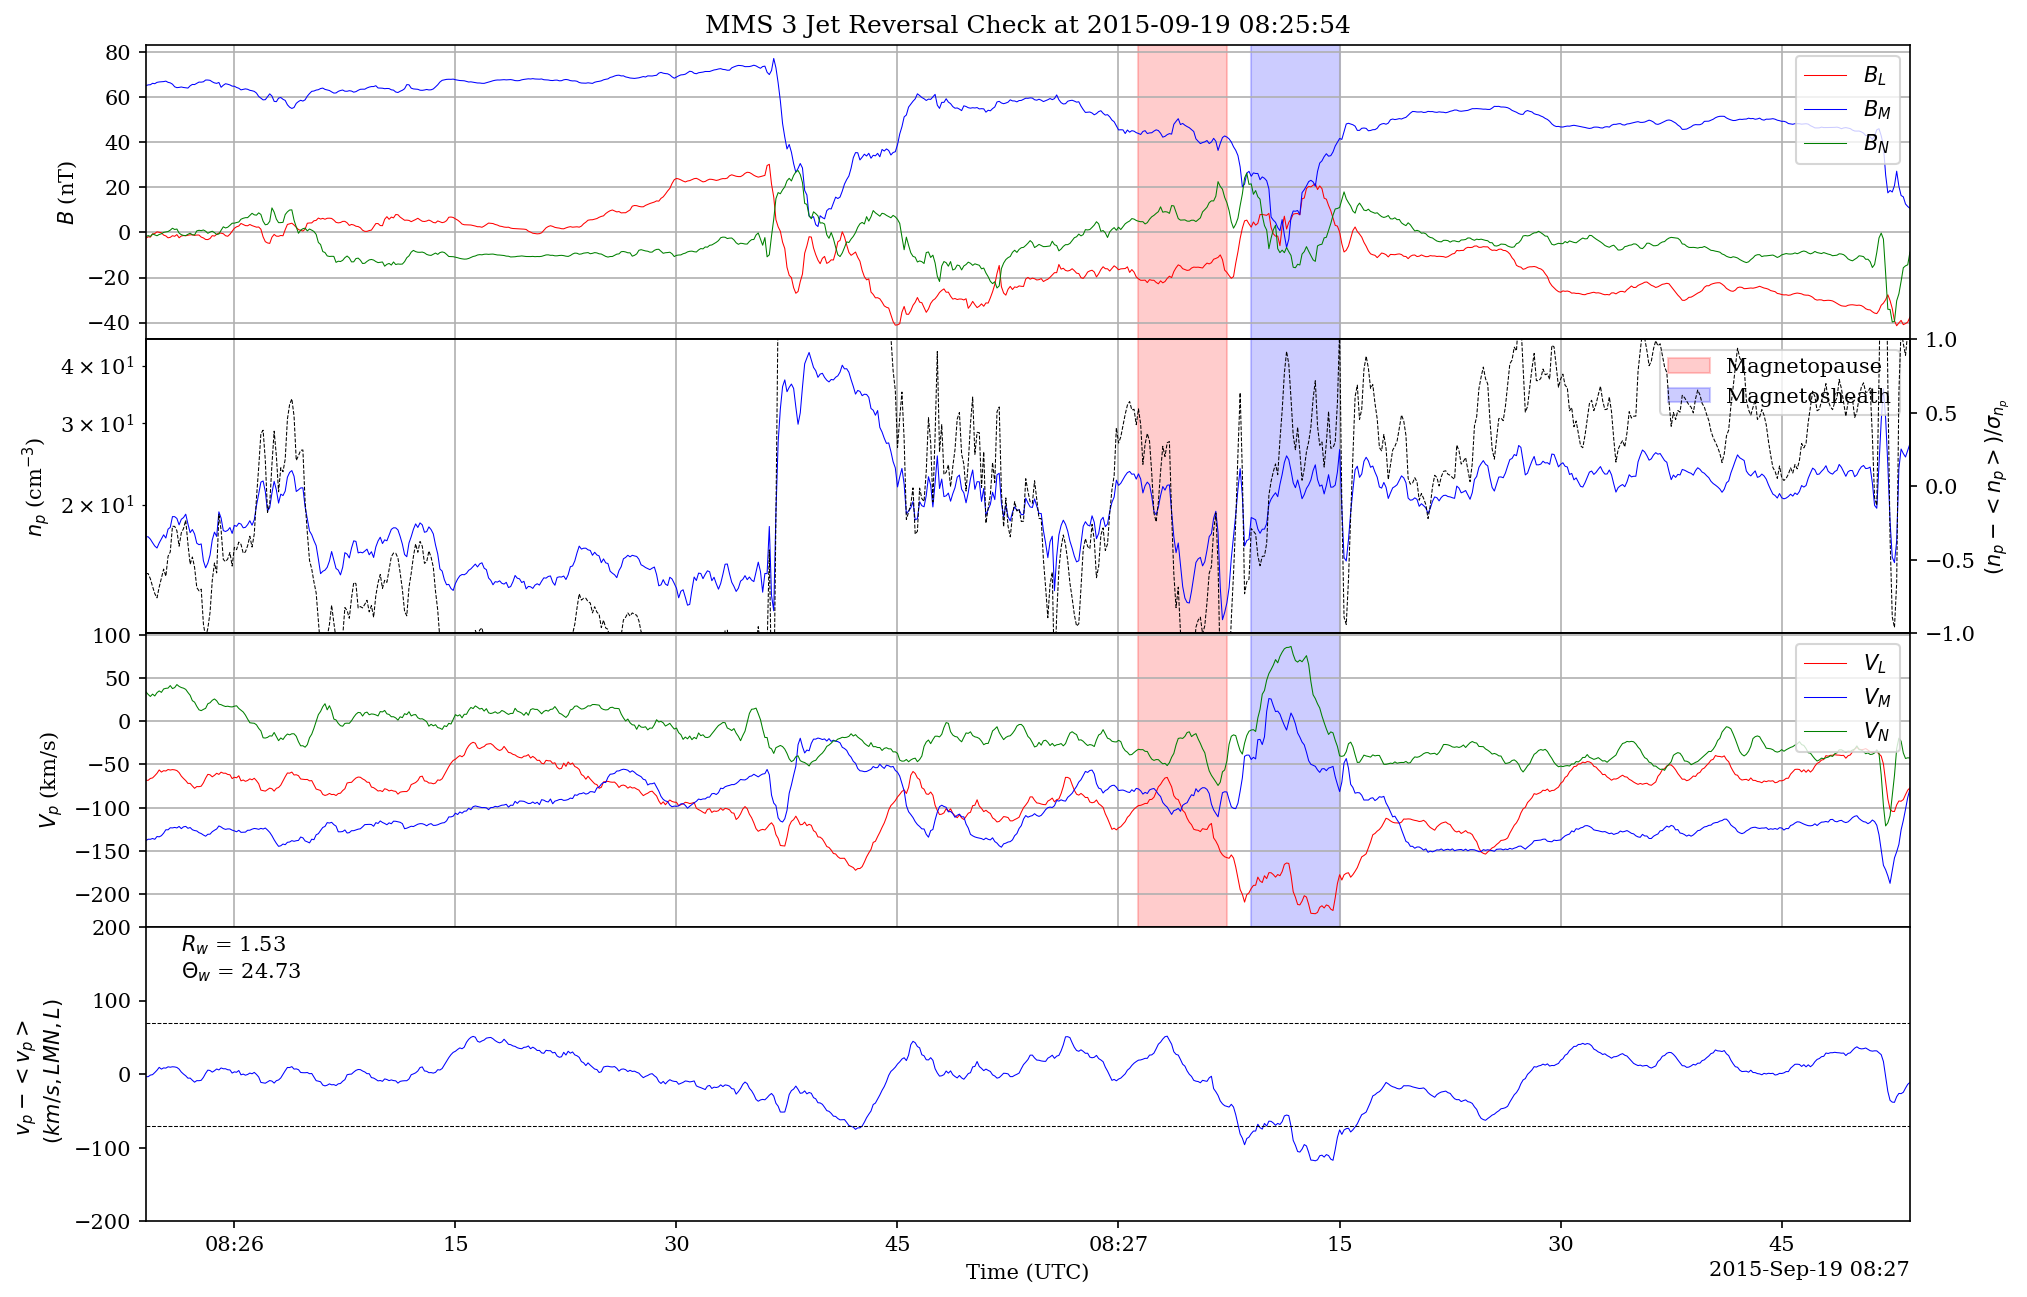 MMS 3 Jet Reversal Check at 2015-09-19 08:25:54
80
60
40
20
0
−20
−40
B (nT)
B_L
B_M
B_N
4 × 10^1
3 × 10^1
2 × 10^1
n_p (cm^−3)
1.0
0.5
0.0
−0.5
−1.0
(n_p − < n_p >)/σ_{n_p}
Magnetopause
Magnetosheath
100
50
0
−50
−100
−150
−200
V_p (km/s)
V_L
V_M
V_N
200
100
0
−100
−200
v_p − < v_p >
(km/s, LMN, L)
R_w = 1.53
Θ_w = 24.73
08:26 15 30 45 08:27 15 30 45
Time (UTC)
2015-Sep-19 08:27